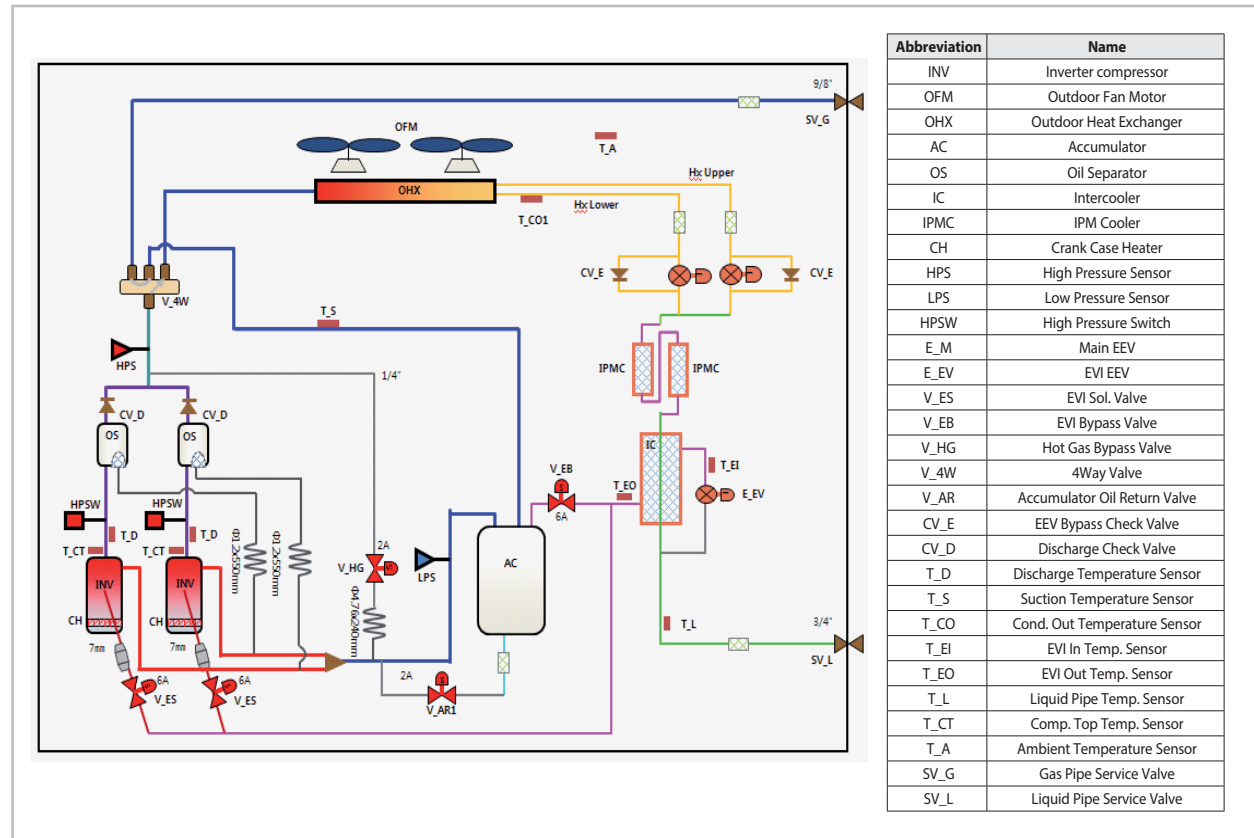 9/8"
SV_G
OFM
T_A
OHX
Hx Upper
Hx Lower
T_CO1
CV_E
CV_E
V_4W
T_S
HPS
1/4"
IPMC
IPMC
CV_D
CV_D
OS
OS
IC
T_EI
V_EB
T_EO
E_EV
6A
HPSW
HPSW
T_D
T_D
T_CT
T_CT
Φ1.2x550mm
Φ1.2x550mm
2A
V_HG
LPS
AC
INV
INV
Φ4.76x240mm
CH
CH
7mm
7mm
T_L
3/4"
SV_L
6A
6A
V_ES
V_ES
2A
V_AR1
S
S
S
S
S
Abbreviation Name
INV Inverter compressor
OFM Outdoor Fan Motor
OHX Outdoor Heat Exchanger
AC Accumulator
OS Oil Separator
IC Intercooler
IPMC IPM Cooler
CH Crank Case Heater
HPS High Pressure Sensor
LPS Low Pressure Sensor
HPSW High Pressure Switch
E_M Main EEV
E_EV EVI EEV
V_ES EVI Sol. Valve
V_EB EVI Bypass Valve
V_HG Hot Gas Bypass Valve
V_4W 4Way Valve
V_AR Accumulator Oil Return Valve
CV_E EEV Bypass Check Valve
CV_D Discharge Check Valve
T_D Discharge Temperature Sensor
T_S Suction Temperature Sensor
T_CO Cond. Out Temperature Sensor
T_EI EVI In Temp. Sensor
T_EO EVI Out Temp. Sensor
T_L Liquid Pipe Temp. Sensor
T_CT Comp. Top Temp. Sensor
T_A Ambient Temperature Sensor
SV_G Gas Pipe Service Valve
SV_L Liquid Pipe Service Valve